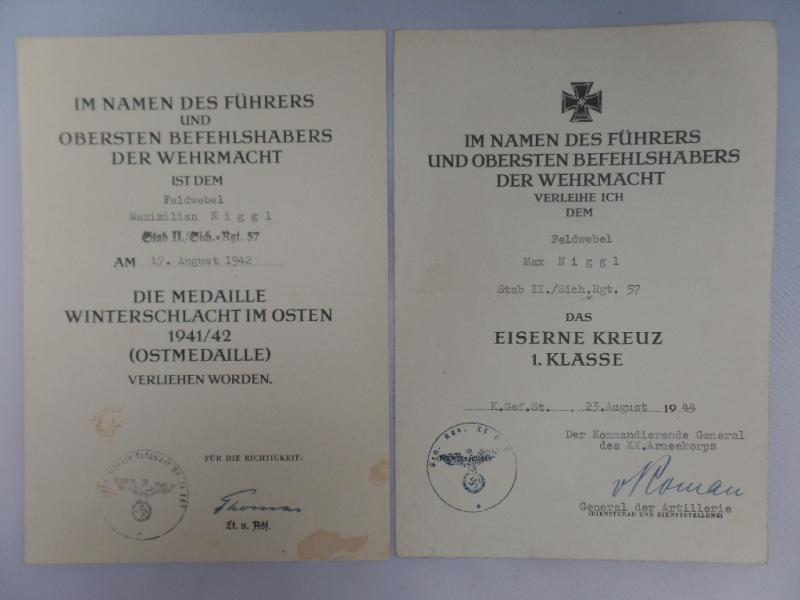 IM NAMEN DES FÜHRERS
UND
OBERSTEN BEFEHLSHABERS
DER WEHRMACHT
IST DEM
Feldwebel
Maximilian N i g g l
Stab II./Sich.-Rgt. 57
AM 17. August 1942
DIE MEDAILLE
WINTERSCHLACHT IM OSTEN
1941/42
(OSTMEDAILLE)
VERLIEHEN WORDEN.
FÜR DIE RICHTIGKEIT:
Thomas
Lt. u. Adj.
IM NAMEN DES FÜHRERS
UND OBERSTEN BEFEHLSHABERS
DER WEHRMACHT
VERLEIHE ICH
DEM
Feldwebel
Max N i g g l
Stab II./Sich.Rgt. 57
DAS
EISERNE KREUZ
1. KLASSE
K.Gef.St. , 23.August 1944
Der Kommandierende General
des XX.Armeekorps
v Roman
General der Artillerie
(DIENSTGRAD UND DIENSTSTELLUNG)